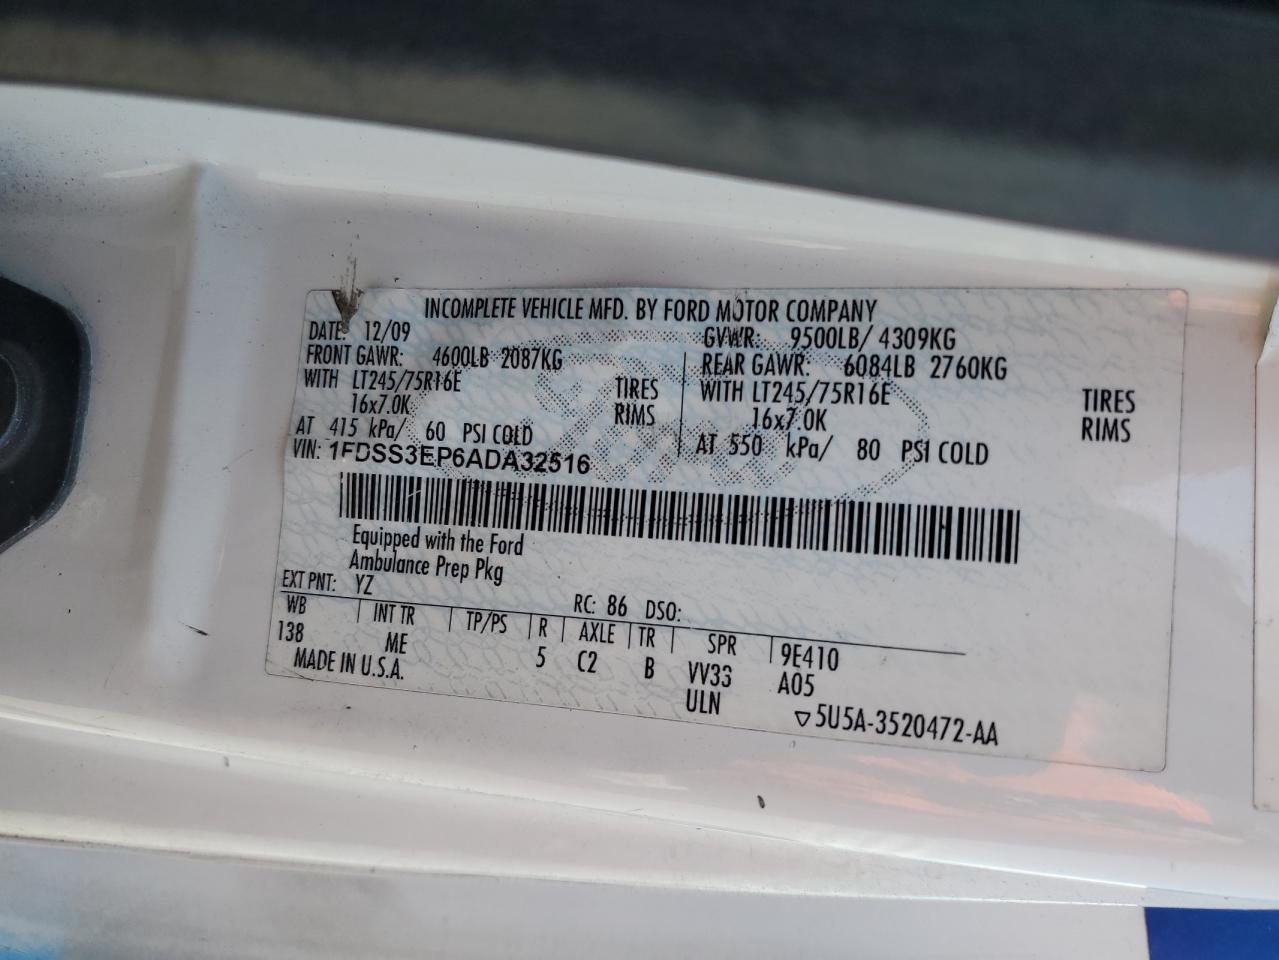 INCOMPLETE VEHICLE MFD. BY FORD MOTOR COMPANY
DATE: 12/09 GVWR: 9500LB/ 4309KG
FRONT GAWR: 4600LB 2087KG REAR GAWR: 6084LB 2760KG
WITH LT245/75R16E TIRES WITH LT245/75R16E TIRES
16x7.0K RIMS 16x7.0K RIMS
AT 415 kPa/ 60 PSI COLD AT 550 kPa/ 80 PSI COLD
VIN: 1FDSS3EP6ADA32516
Equipped with the Ford
Ambulance Prep Pkg
EXT PNT: YZ RC: 86 DSO:
WB INT TR TP/PS R AXLE TR SPR 9E410
138 ME 5 C2 B VV33 A05
MADE IN U.S.A. ULN ▽5U5A-3520472-AA